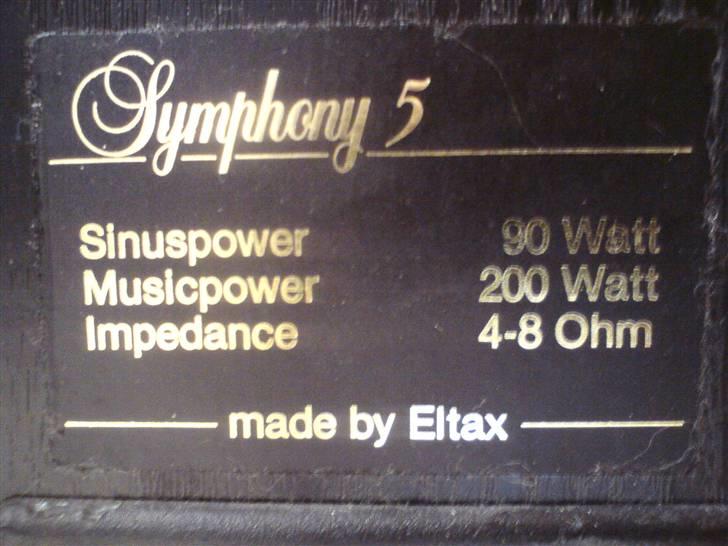 Symphony 5
Sinuspower 90 Watt
Musicpower 200 Watt
Impedance 4-8 Ohm
made by Eltax